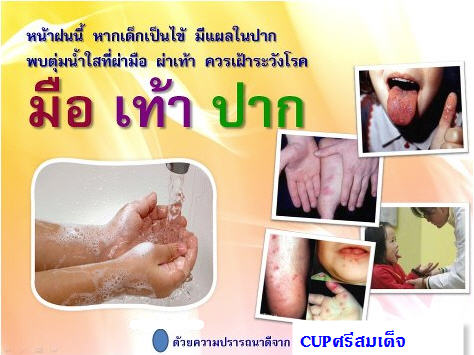 หน้าฝนนี้ หากเด็กเป็นไข้ มีแผลในปาก
พบตุ่มน้ำใสที่ฝ่ามือ ฝ่าเท้า ควรเฝ้าระวังโรค
มือ เท้า ปาก
ด้วยความปรารถนาดีจาก CUPศรีสมเด็จ